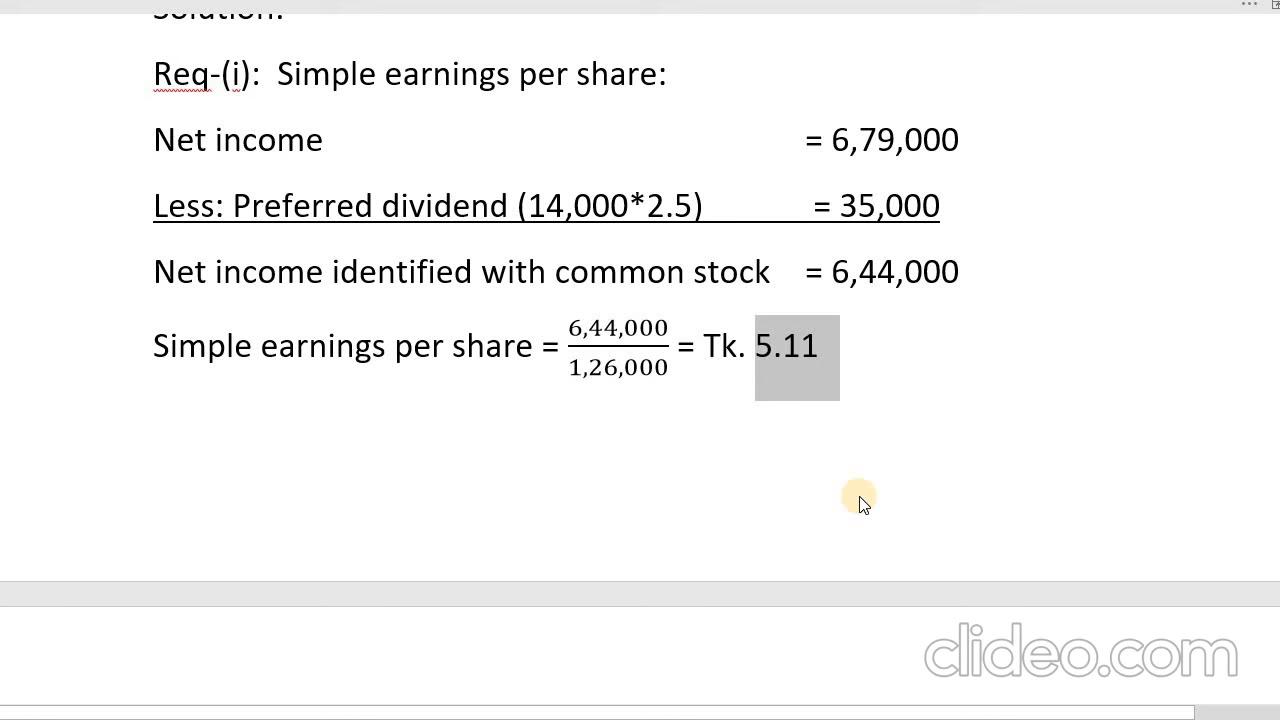 Solution:
Req-(i): Simple earnings per share:
Net income = 6,79,000
Less: Preferred dividend (14,000*2.5) = 35,000
Net income identified with common stock = 6,44,000
Simple earnings per share = 6,44,000 / 1,26,000 = Tk. 5.11
clideo.com